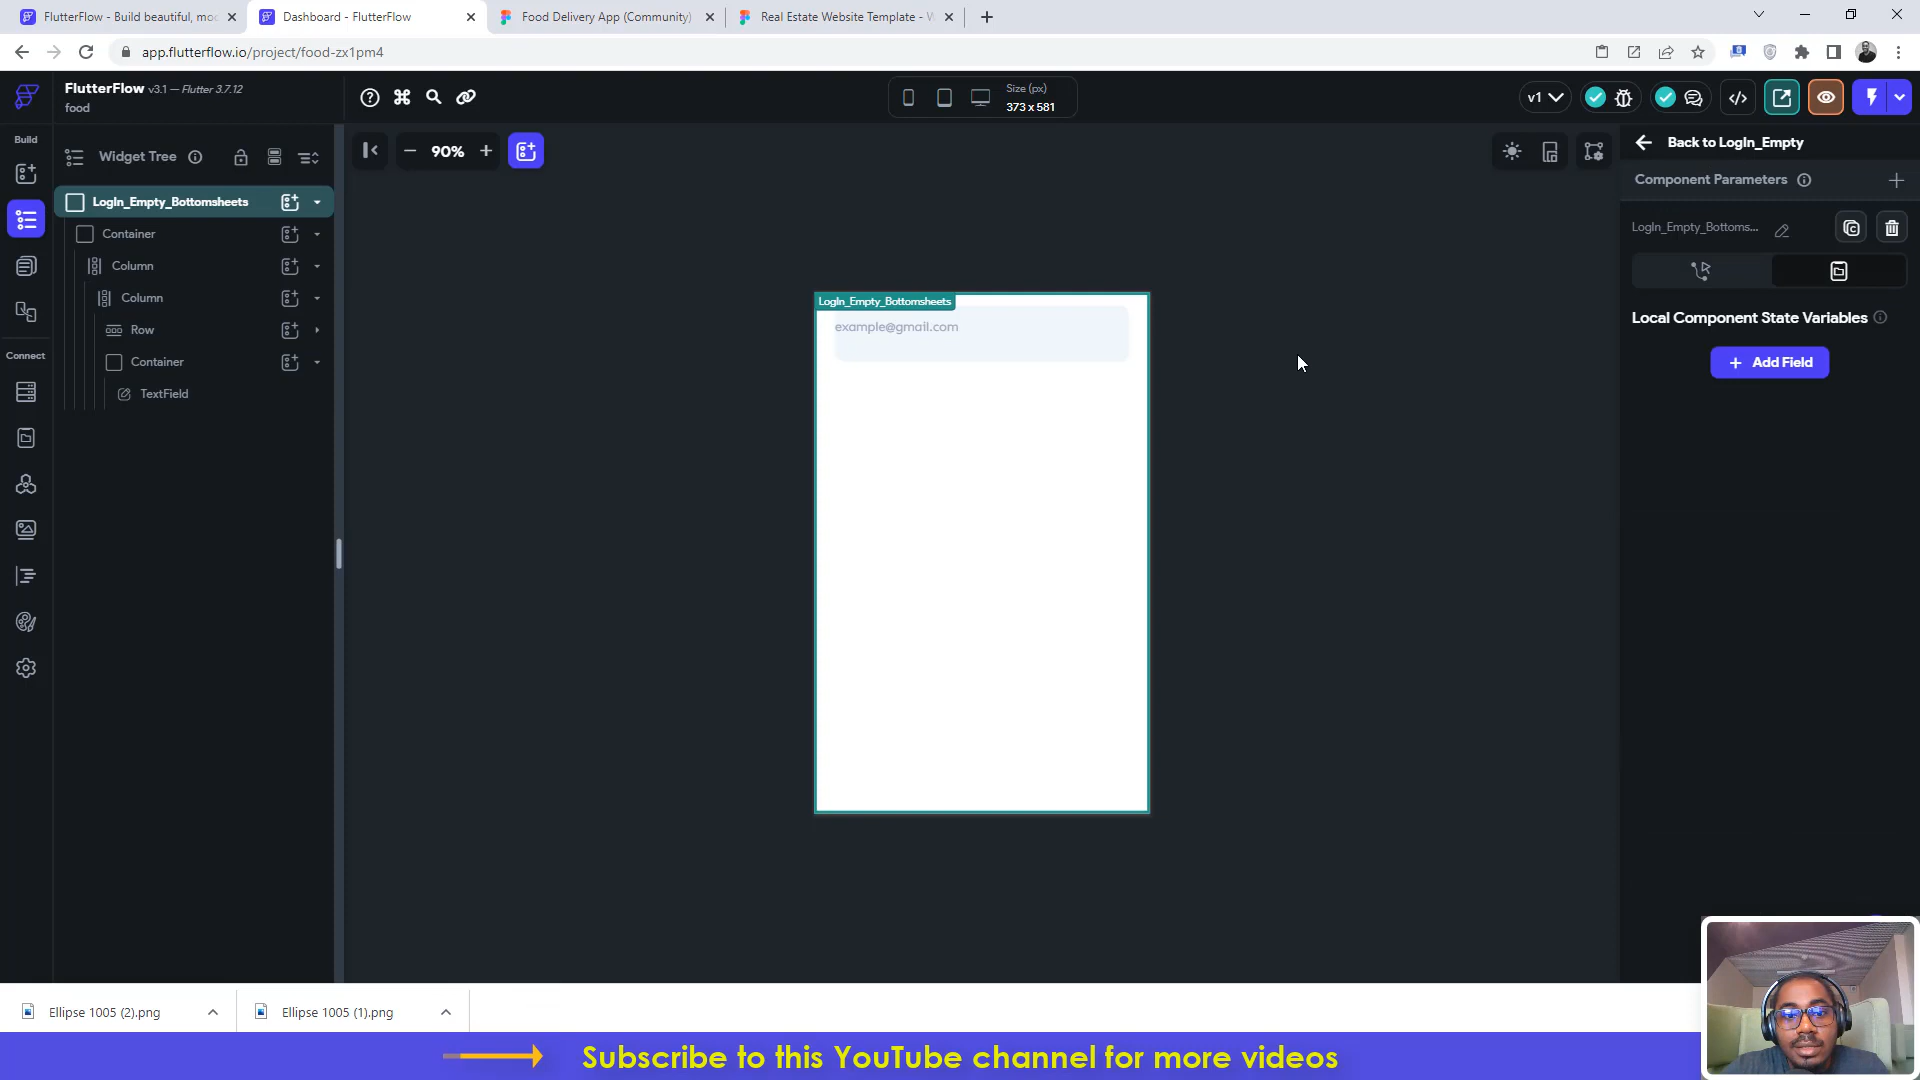 FlutterFlow - Build beautiful, mo
Dashboard - FlutterFlow
Food Delivery App (Community)
Real Estate Website Template -
app.flutterflow.io/project/food-zx1pm4
FlutterFlow v3.1 — Flutter 3.7.12
food
Size (px)
373 x 581
v1
Build
Widget Tree
90%
Back to LogIn_Empty
Component Parameters
LogIn_Empty_Bottomsheets
Container
Column
Column
Row
Container
TextField
LogIn_Empty_Bottoms...
Local Component State Variables
Add Field
Connect
LogIn_Empty_Bottomsheets
example@gmail.com
Ellipse 1005 (2).png
Ellipse 1005 (1).png
Subscribe to this YouTube channel for more videos